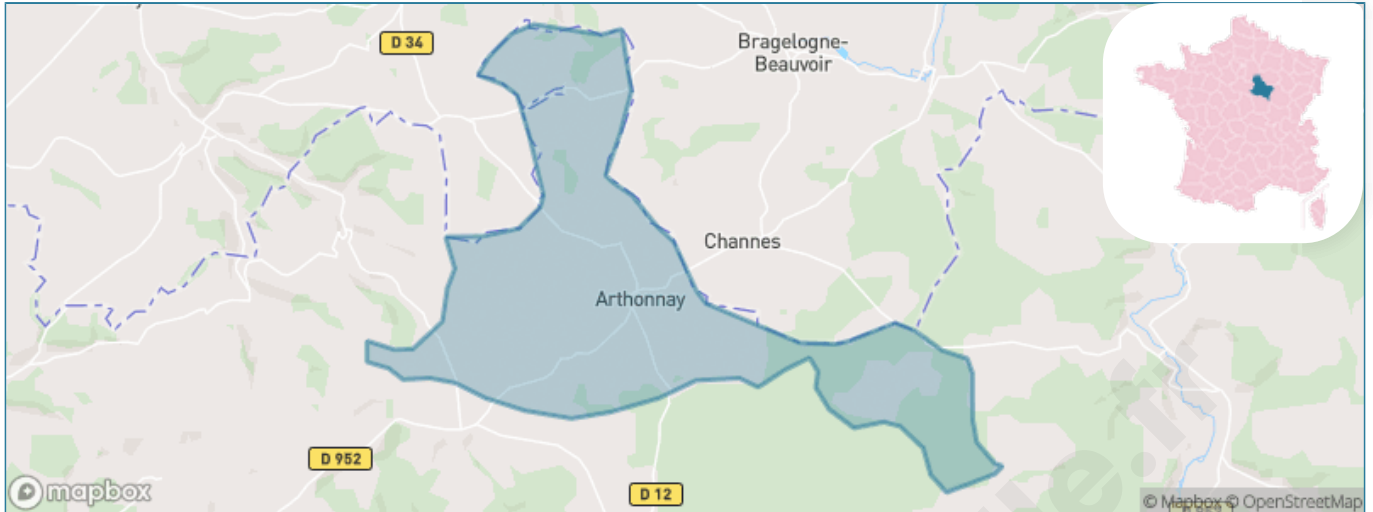 D 34
Bragelogne-
Beauvoir
Channes
Arthonnay
D 952
D 12
mapbox
© Mapbox © OpenStreetMap